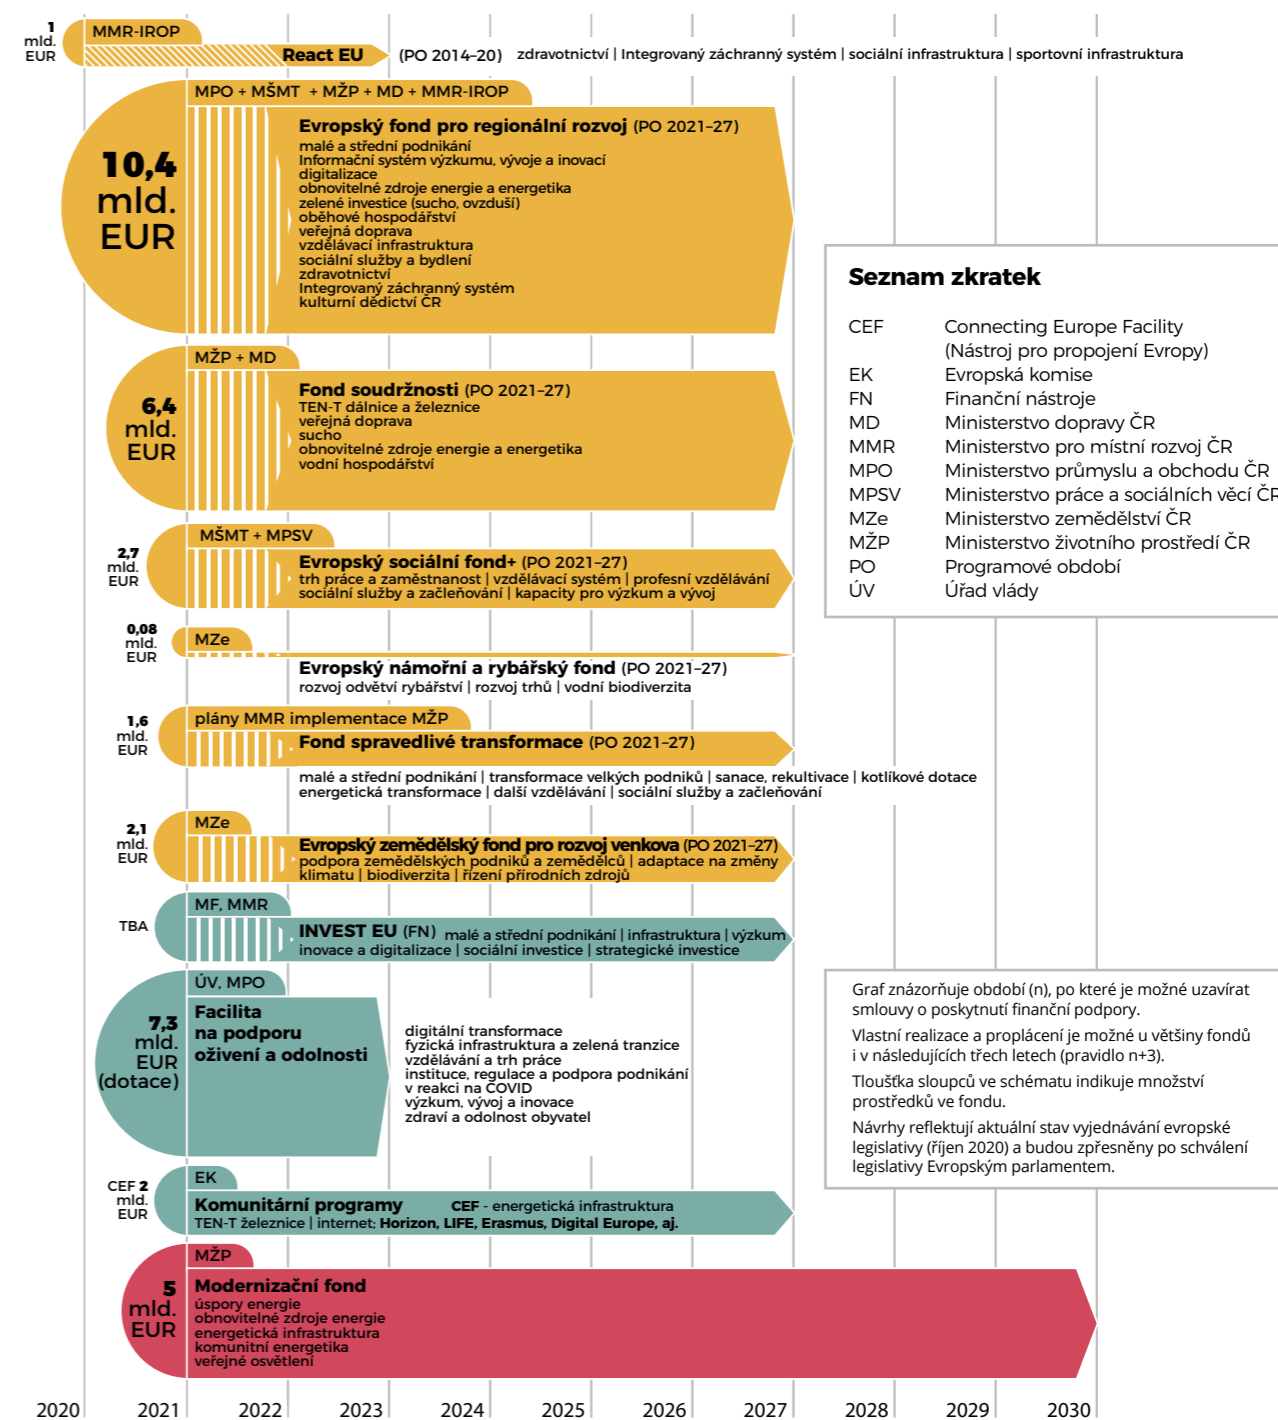 1
mld.
EUR
MMR-IROP
React EU (PO 2014–20) zdravotnictví | Integrovaný záchranný systém | sociální infrastruktura | sportovní infrastruktura
MPO + MŠMT + MŽP + MD + MMR-IROP
10,4
mld.
EUR
Evropský fond pro regionální rozvoj (PO 2021–27)
malé a střední podnikání
Informační systém výzkumu, vývoje a inovací
digitalizace
obnovitelné zdroje energie a energetika
zelené investice (sucho, ovzduší)
oběhové hospodářství
veřejná doprava
vzdělávací infrastruktura
sociální služby a bydlení
zdravotnictví
Integrovaný záchranný systém
kulturní dědictví ČR
MŽP + MD
6,4
mld.
EUR
Fond soudržnosti (PO 2021–27)
TEN-T dálnice a železnice
veřejná doprava
sucho
obnovitelné zdroje energie a energetika
vodní hospodářství
MŠMT + MPSV
2,7
mld.
EUR
Evropský sociální fond+ (PO 2021–27)
trh práce a zaměstnanost | vzdělávací systém | profesní vzdělávání
sociální služby a začleňování | kapacity pro výzkum a vývoj
0,08
mld.
EUR
MZe
Evropský námořní a rybářský fond (PO 2021–27)
rozvoj odvětví rybářství | rozvoj trhů | vodní biodiverzita
1,6
mld.
EUR
plány MMR implementace MŽP
Fond spravedlivé transformace (PO 2021–27)
malé a střední podnikání | transformace velkých podniků | sanace, rekultivace | kotlíkové dotace
energetická transformace | další vzdělávání | sociální služby a začleňování
2,1
mld.
EUR
MZe
Evropský zemědělský fond pro rozvoj venkova (PO 2021–27)
podpora zemědělských podniků a zemědělců | adaptace na změny
klimatu | biodiverzita | řízení přírodních zdrojů
TBA
MF, MMR
INVEST EU (FN) malé a střední podnikání | infrastruktura | výzkum
inovace a digitalizace | sociální investice | strategické investice
ÚV, MPO
7,3
mld.
EUR
(dotace)
Facilita
na podporu
oživení a odolnosti
digitální transformace
fyzická infrastruktura a zelená tranzice
vzdělávání a trh práce
instituce, regulace a podpora podnikání
v reakci na COVID
výzkum, vývoj a inovace
zdraví a odolnost obyvatel
CEF 2
mld.
EUR
EK
Komunitární programy CEF - energetická infrastruktura
TEN-T železnice | internet; Horizon, LIFE, Erasmus, Digital Europe, aj.
MŽP
5
mld.
EUR
Modernizační fond
úspory energie
obnovitelné zdroje energie
energetická infrastruktura
komunitní energetika
veřejné osvětlení
Seznam zkratek
CEF Connecting Europe Facility
(Nástroj pro propojení Evropy)
EK Evropská komise
FN Finanční nástroje
MD Ministerstvo dopravy ČR
MMR Ministerstvo pro místní rozvoj ČR
MPO Ministerstvo průmyslu a obchodu ČR
MPSV Ministerstvo práce a sociálních věcí ČR
MZe Ministerstvo zemědělství ČR
MŽP Ministerstvo životního prostředí ČR
PO Programové období
ÚV Úřad vlády
Graf znázorňuje období (n), po které je možné uzavírat
smlouvy o poskytnutí finanční podpory.
Vlastní realizace a proplácení je možné u většiny fondů
i v následujících třech letech (pravidlo n+3).
Tloušťka sloupců ve schématu indikuje množství
prostředků ve fondu.
Návrhy reflektují aktuální stav vyjednávání evropské
legislativy (říjen 2020) a budou zpřesněny po schválení
legislativy Evropským parlamentem.
2020 2021 2022 2023 2024 2025 2026 2027 2028 2029 2030